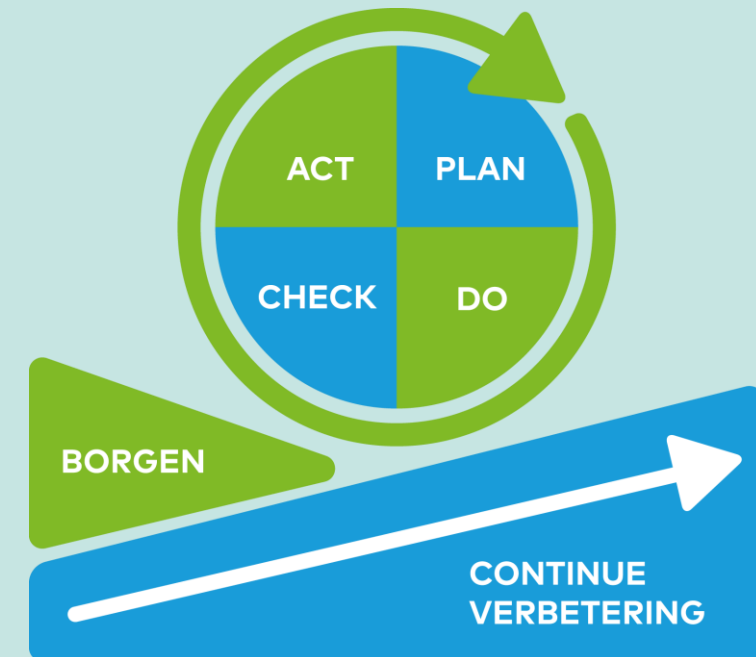 ACT
PLAN
CHECK
DO
BORGEN
CONTINUE
VERBETERING